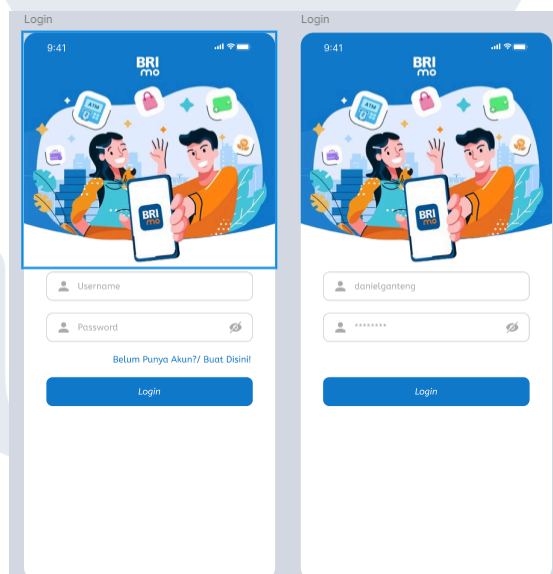 Login
9:41
BRI
mo
ATM
BRI
mo
Username
Password
Belum Punya Akun?/ Buat Disini!
Login
Login
9:41
BRI
mo
ATM
BRI
mo
danielganteng
********
Login